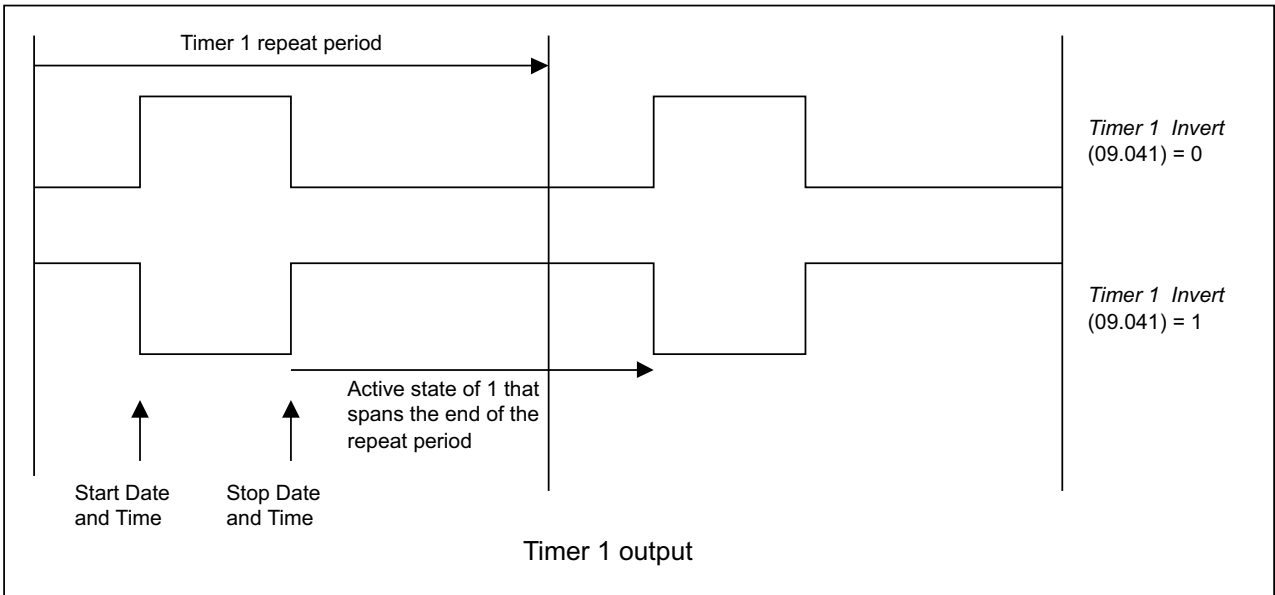 Timer 1 repeat period
Timer 1 Invert
(09.041) = 0
Timer 1 Invert
(09.041) = 1
Active state of 1 that
spans the end of the
repeat period
Start Date
and Time
Stop Date
and Time
Timer 1 output